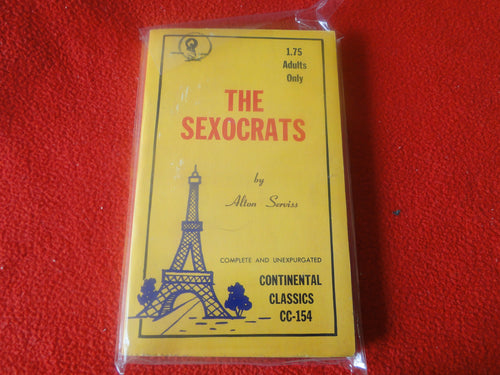 1.75
Adults
Only
THE
SEXOCRATS
by
Alton Serviss
COMPLETE AND UNEXPURGATED
CONTINENTAL
CLASSICS
CC-154